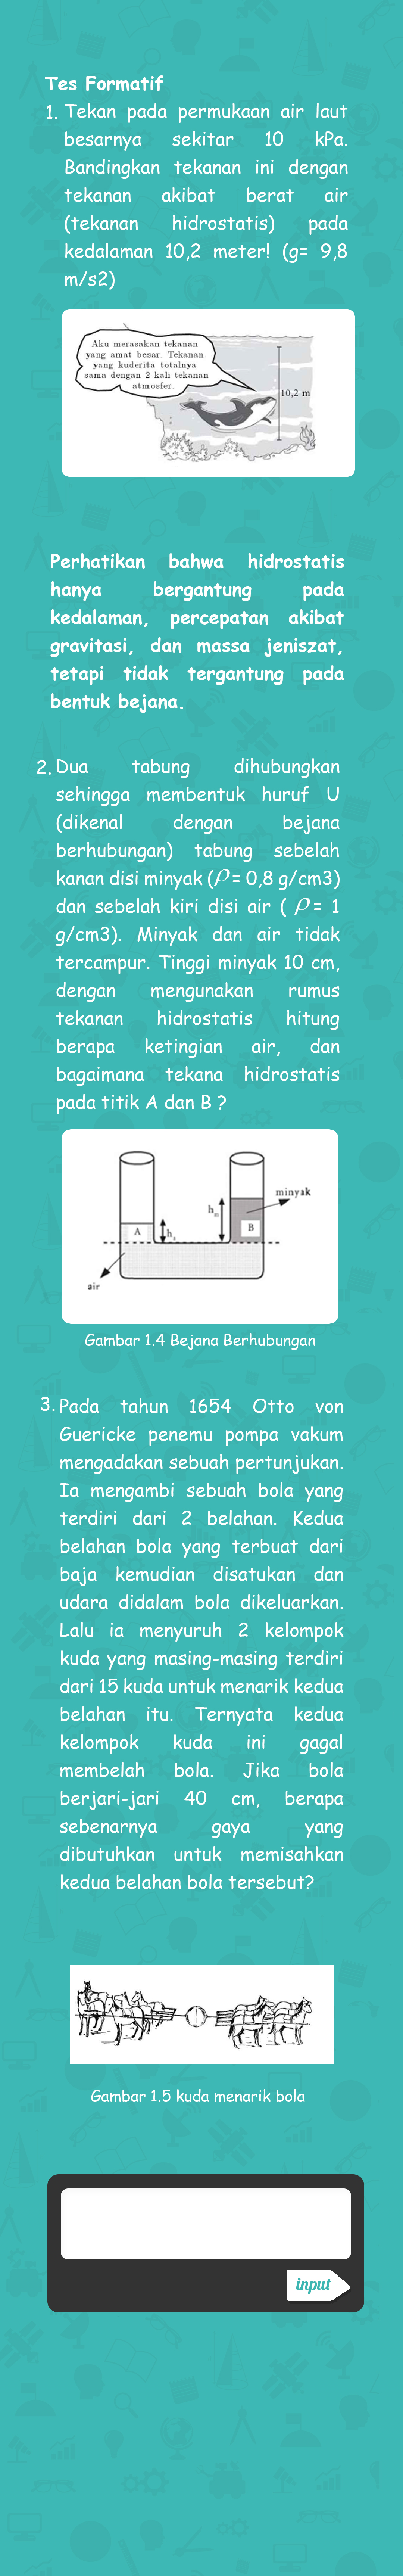 Tes Formatif
1. Tekan pada permukaan air laut
besarnya sekitar 10 kPa.
Bandingkan tekanan ini dengan
tekanan akibat berat air
(tekanan hidrostatis) pada
kedalaman 10,2 meter! (g= 9,8
m/s2)
Aku merasakan tekanan
yang amat besar. Tekanan
yang kuderita totalnya
sama dengan 2 kali tekanan
atmosfer.
10,2 m
Perhatikan bahwa hidrostatis
hanya bergantung pada
kedalaman, percepatan akibat
gravitasi, dan massa jeniszat,
tetapi tidak tergantung pada
bentuk bejana.
2. Dua tabung dihubungkan
sehingga membentuk huruf U
(dikenal dengan bejana
berhubungan) tabung sebelah
kanan disi minyak (ρ= 0,8 g/cm3)
dan sebelah kiri disi air ( ρ= 1
g/cm3). Minyak dan air tidak
tercampur. Tinggi minyak 10 cm,
dengan mengunakan rumus
tekanan hidrostatis hitung
berapa ketingian air, dan
bagaimana tekana hidrostatis
pada titik A dan B ?
minyak
h
A
h
B
air
Gambar 1.4 Bejana Berhubungan
3. Pada tahun 1654 Otto von
Guericke penemu pompa vakum
mengadakan sebuah pertunjukan.
Ia mengambi sebuah bola yang
terdiri dari 2 belahan. Kedua
belahan bola yang terbuat dari
baja kemudian disatukan dan
udara didalam bola dikeluarkan.
Lalu ia menyuruh 2 kelompok
kuda yang masing-masing terdiri
dari 15 kuda untuk menarik kedua
belahan itu. Ternyata kedua
kelompok kuda ini gagal
membelah bola. Jika bola
berjari-jari 40 cm, berapa
sebenarnya gaya yang
dibutuhkan untuk memisahkan
kedua belahan bola tersebut?
Gambar 1.5 kuda menarik bola
input